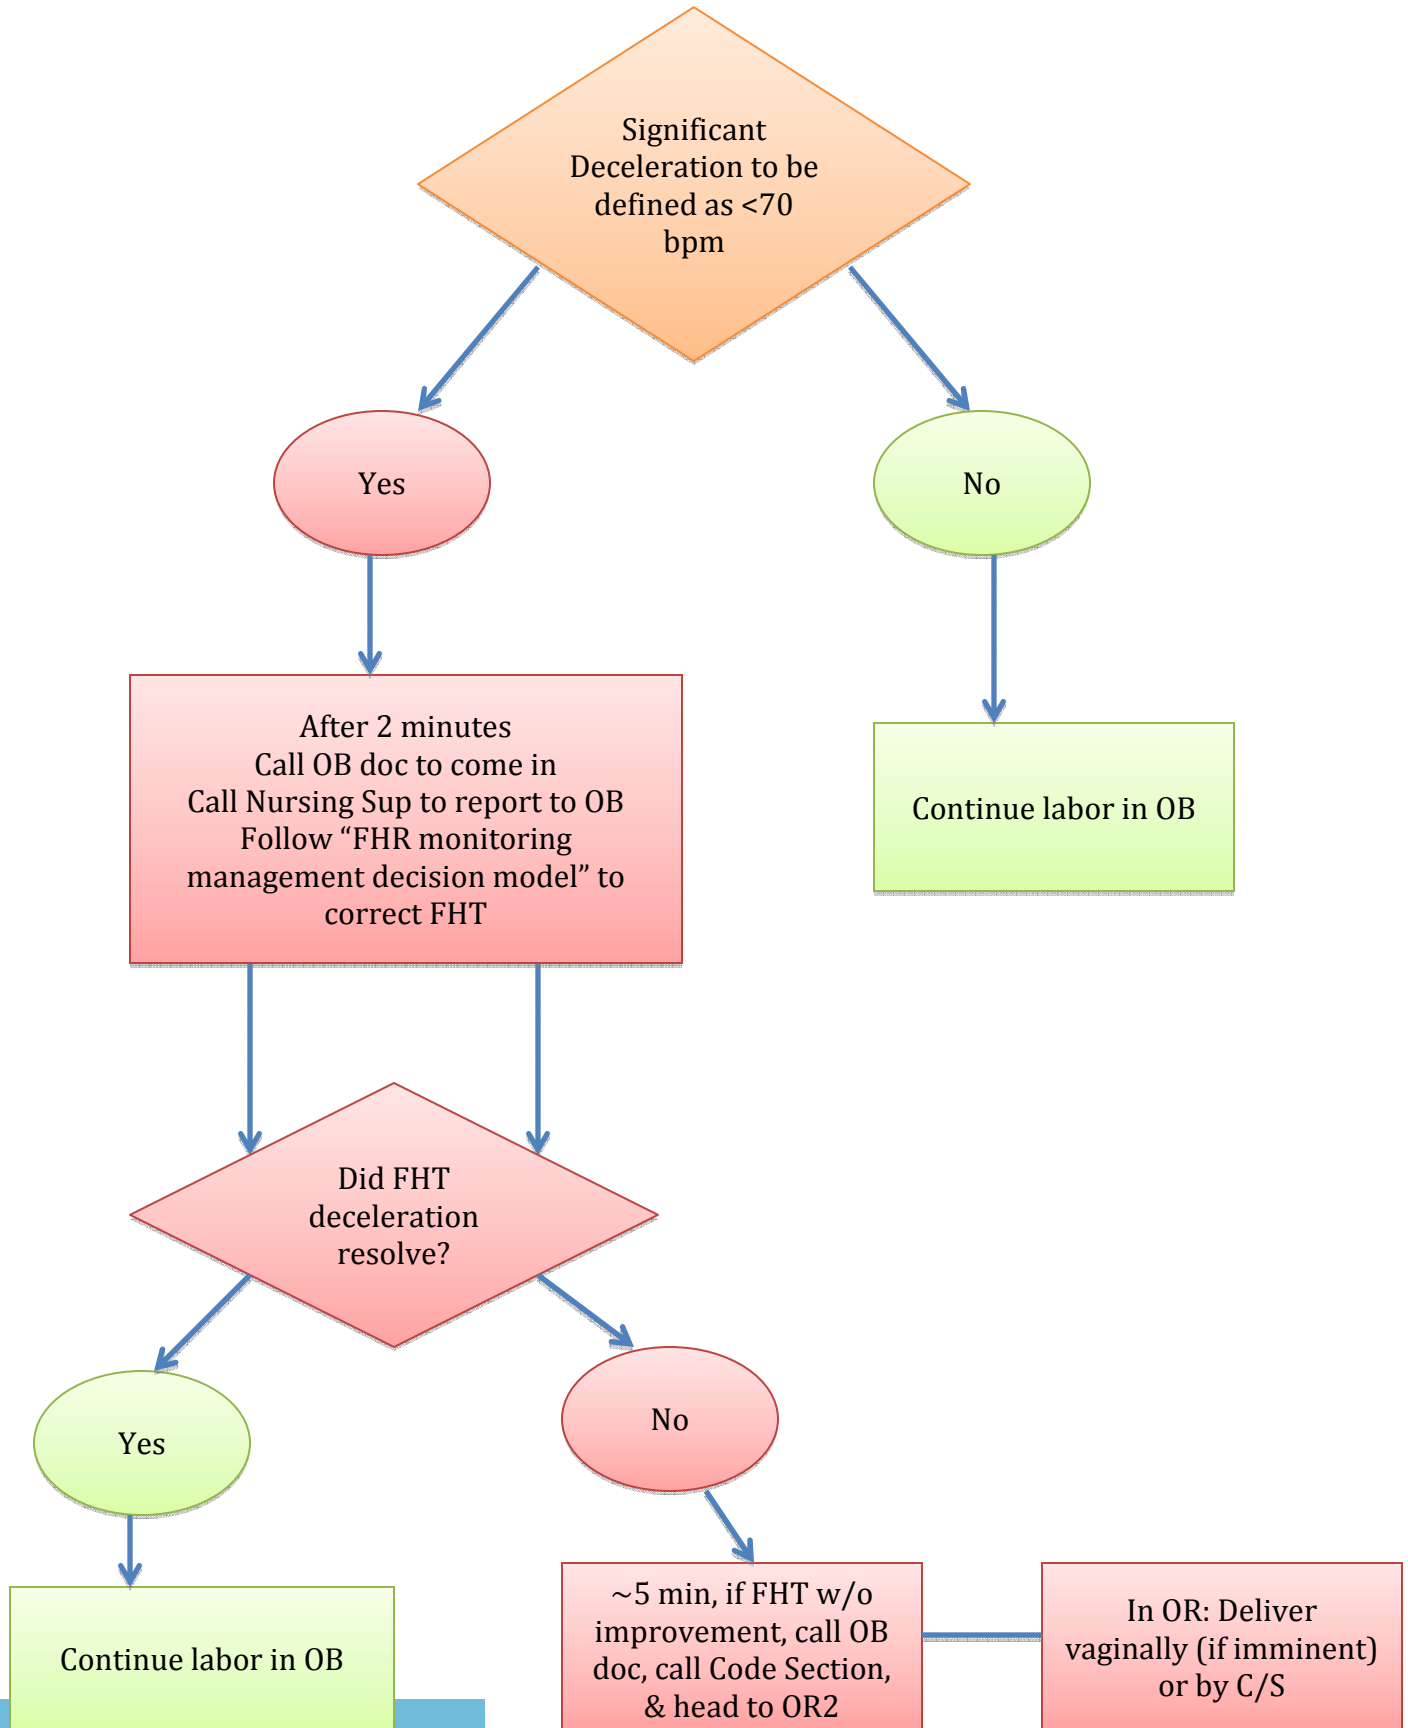 Significant
Deceleration to be
defined as <70
bpm
Yes
No
After 2 minutes
Call OB doc to come in
Call Nursing Sup to report to OB
Follow “FHR monitoring
management decision model” to
correct FHT
Continue labor in OB
Did FHT
deceleration
resolve?
Yes
No
Continue labor in OB
~5 min, if FHT w/o
improvement, call OB
doc, call Code Section,
& head to OR2
In OR: Deliver
vaginally (if imminent)
or by C/S